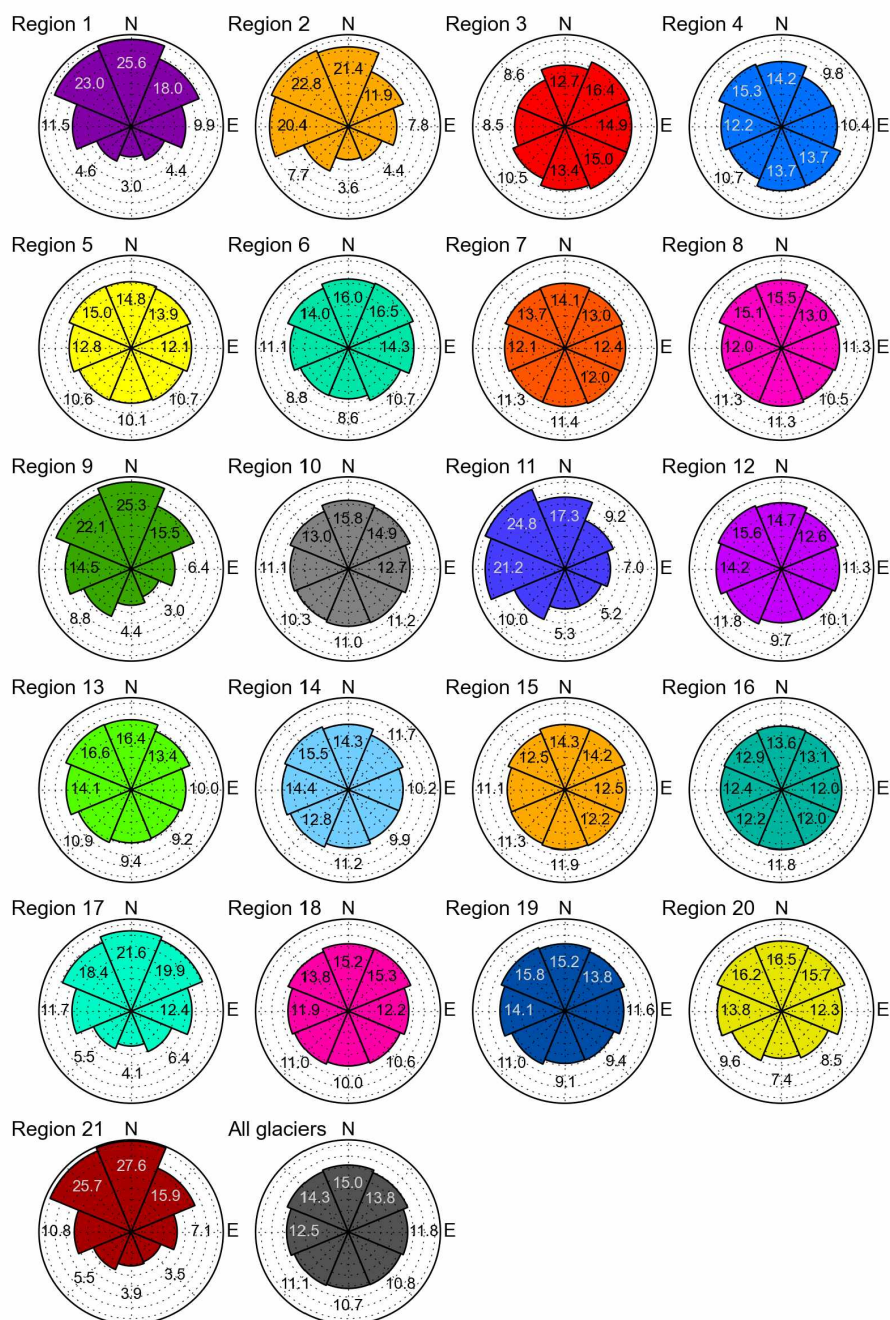 Region 1 N Region 2 N Region 3 N Region 4 N
25.6 21.4 12.7 14.2
23.0 18.0 22.8 11.9 8.6 16.4 15.3 9.8
11.5 9.9 E 20.4 7.8 E 8.5 14.9 E 12.2 10.4 E
4.6 4.4 7.7 4.4 10.5 15.0 10.7 13.7
3.0 3.6 13.4 13.7
Region 5 N Region 6 N Region 7 N Region 8 N
14.8 16.0 14.1 15.5
15.0 13.9 14.0 16.5 13.7 13.0 15.1 13.0
12.8 12.1 E 11.1 14.3 E 12.1 12.4 E 12.0 11.3 E
10.6 10.7 8.8 10.7 11.3 12.0 11.3 10.5
10.1 8.6 11.4 11.3
Region 9 N Region 10 N Region 11 N Region 12 N
25.3 15.8 17.3 14.7
22.1 15.5 13.0 14.9 24.8 9.2 15.6 12.6
14.5 6.4 E 11.1 12.7 E 21.2 7.0 E 14.2 11.3 E
8.8 3.0 10.3 11.2 10.0 5.2 11.8 10.1
4.4 11.0 5.3 9.7
Region 13 N Region 14 N Region 15 N Region 16 N
16.4 14.3 14.3 13.6
16.6 13.4 15.5 11.7 12.5 14.2 12.9 13.1
14.1 10.0 E 14.4 10.2 E 11.1 12.5 E 12.4 12.0 E
10.9 9.2 12.8 9.9 11.3 12.2 12.2 12.0
9.4 11.2 11.9 11.8
Region 17 N Region 18 N Region 19 N Region 20 N
21.6 15.2 15.2 16.5
18.4 19.9 13.8 15.3 15.8 13.8 16.2 15.7
11.7 12.4 E 11.9 12.2 E 14.1 11.6 E 13.8 12.3 E
5.5 6.4 11.0 10.6 11.0 9.4 9.6 8.5
4.1 10.0 9.1 7.4
Region 21 N All glaciers N
27.6 15.0
25.7 15.9 14.3 13.8
10.8 7.1 E 12.5 11.8 E
5.5 3.5 11.1 10.8
3.9 10.7